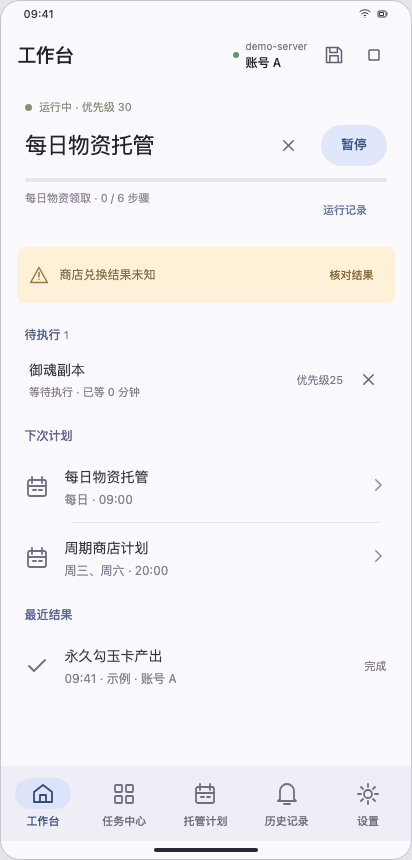 09:41
工作台
demo-server
账号 A
运行中 · 优先级 30
每日物资托管
暂停
每日物资领取 · 0 / 6 步骤
运行记录
商店兑换结果未知
核对结果
待执行 1
御魂副本
优先级25
等待执行 · 已等 0 分钟
下次计划
每日物资托管
每日 · 09:00
周期商店计划
周三、周六 · 20:00
最近结果
永久勾玉卡产出
09:41 · 示例 · 账号 A
完成
工作台
任务中心
托管计划
历史记录
设置